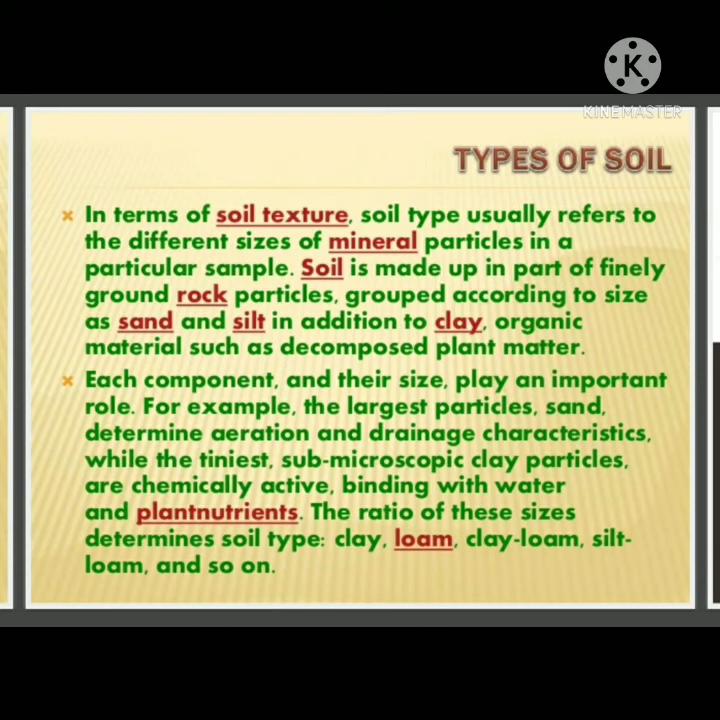 K
KINEMASTER
TYPES OF SOIL
In terms of soil texture, soil type usually refers to
the different sizes of mineral particles in a
particular sample. Soil is made up in part of finely
ground rock particles, grouped according to size
as sand and silt in addition to clay, organic
material such as decomposed plant matter.
Each component, and their size, play an important
role. For example, the largest particles, sand,
determine aeration and drainage characteristics,
while the tiniest, sub-microscopic clay particles,
are chemically active, binding with water
and plantnutrients. The ratio of these sizes
determines soil type: clay, loam, clay-loam, silt-
loam, and so on.